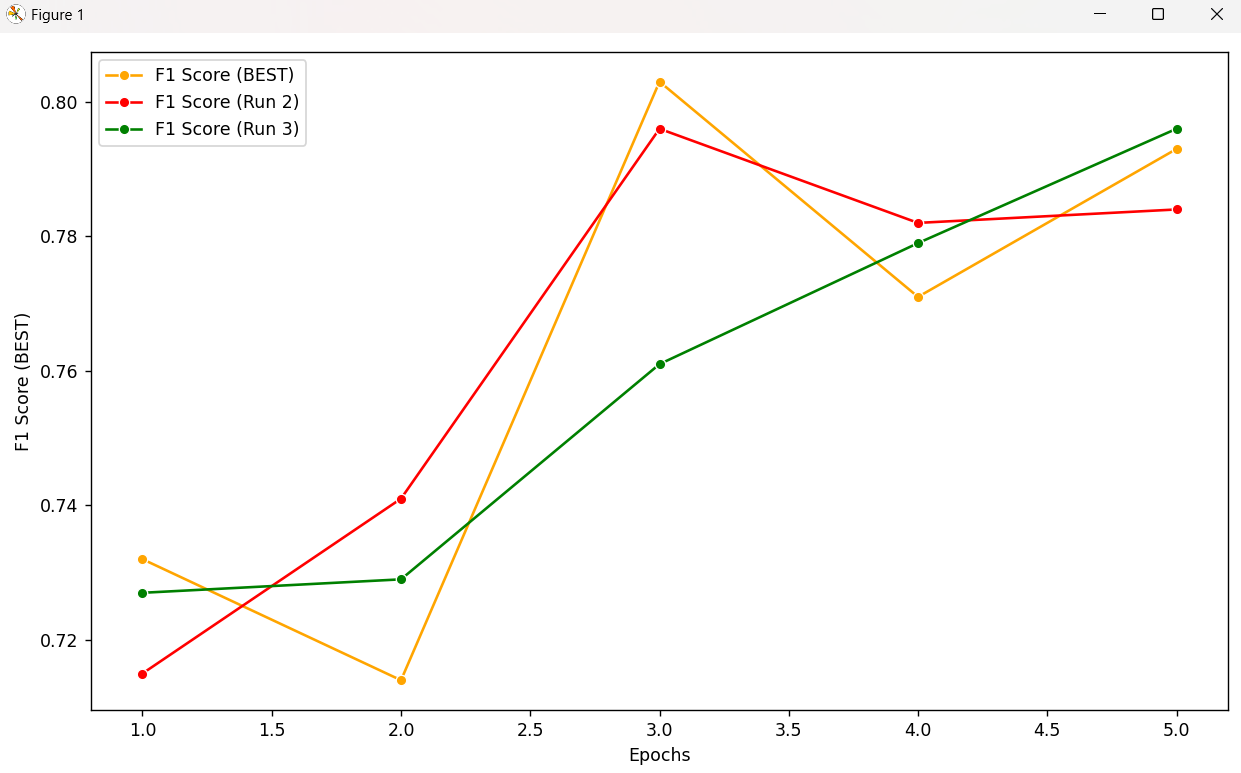 Figure 1
F1 Score (BEST)
F1 Score (Run 2)
F1 Score (Run 3)
0.80
0.78
0.76
0.74
0.72
F1 Score (BEST)
1.0 1.5 2.0 2.5 3.0 3.5 4.0 4.5 5.0
Epochs